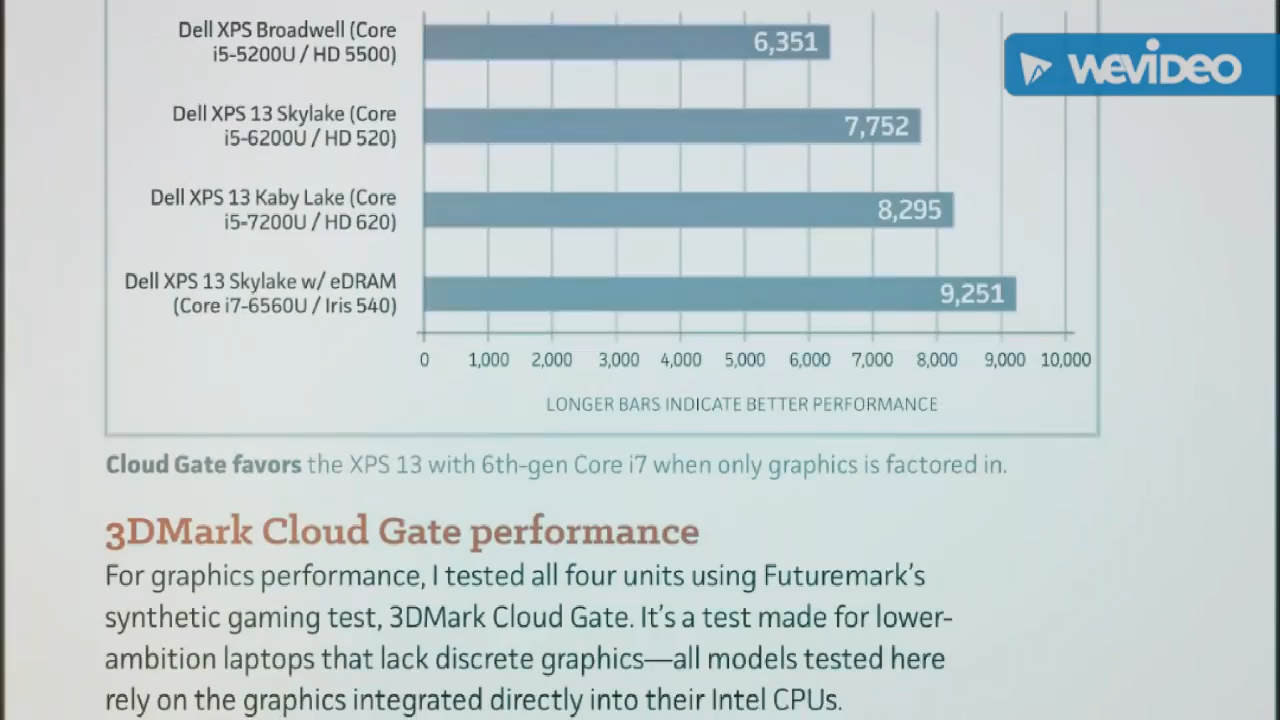 Dell XPS Broadwell (Core
i5-5200U / HD 5500)
6,351
WEVIDEO
Dell XPS 13 Skylake (Core
i5-6200U / HD 520)
7,752
Dell XPS 13 Kaby Lake (Core
i5-7200U / HD 620)
8,295
Dell XPS 13 Skylake w/ eDRAM
(Core i7-6560U / Iris 540)
9,251
0 1,000 2,000 3,000 4,000 5,000 6,000 7,000 8,000 9,000 10,000
LONGER BARS INDICATE BETTER PERFORMANCE
Cloud Gate favors the XPS 13 with 6th-gen Core i7 when only graphics is factored in.
3DMark Cloud Gate performance
For graphics performance, I tested all four units using Futuremark’s
synthetic gaming test, 3DMark Cloud Gate. It’s a test made for lower-
ambition laptops that lack discrete graphics—all models tested here
rely on the graphics integrated directly into their Intel CPUs.